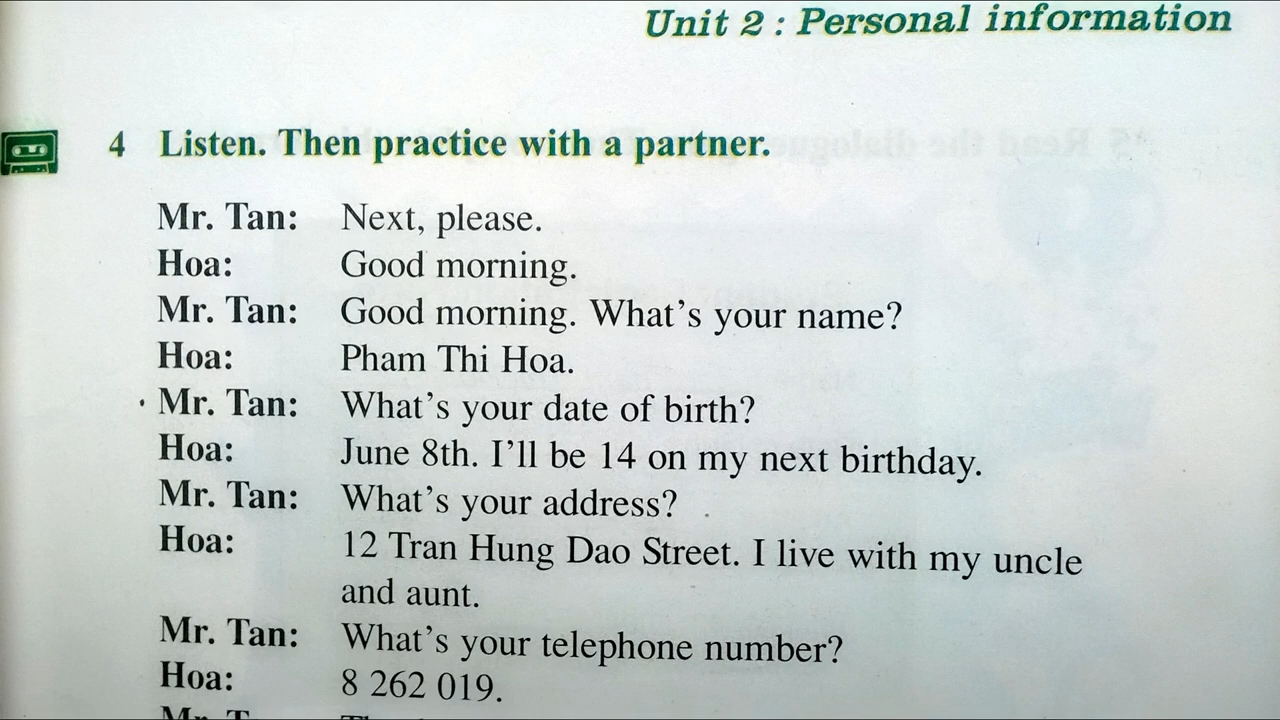 Unit 2 : Personal information
4 Listen. Then practice with a partner.
Mr. Tan: Next, please.
Hoa: Good morning.
Mr. Tan: Good morning. What's your name?
Hoa: Pham Thi Hoa.
Mr. Tan: What's your date of birth?
Hoa: June 8th. I'll be 14 on my next birthday.
Mr. Tan: What's your address?
Hoa: 12 Tran Hung Dao Street. I live with my uncle
and aunt.
Mr. Tan: What's your telephone number?
Hoa: 8 262 019.